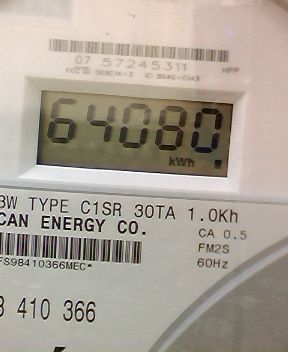 07 57245311
64080
kWh
3W TYPE C1SR 30TA 1.0Kh
CAN ENERGY CO.
CA 0.5
FM2S
60Hz
FS98410366MEC*
3 410 366